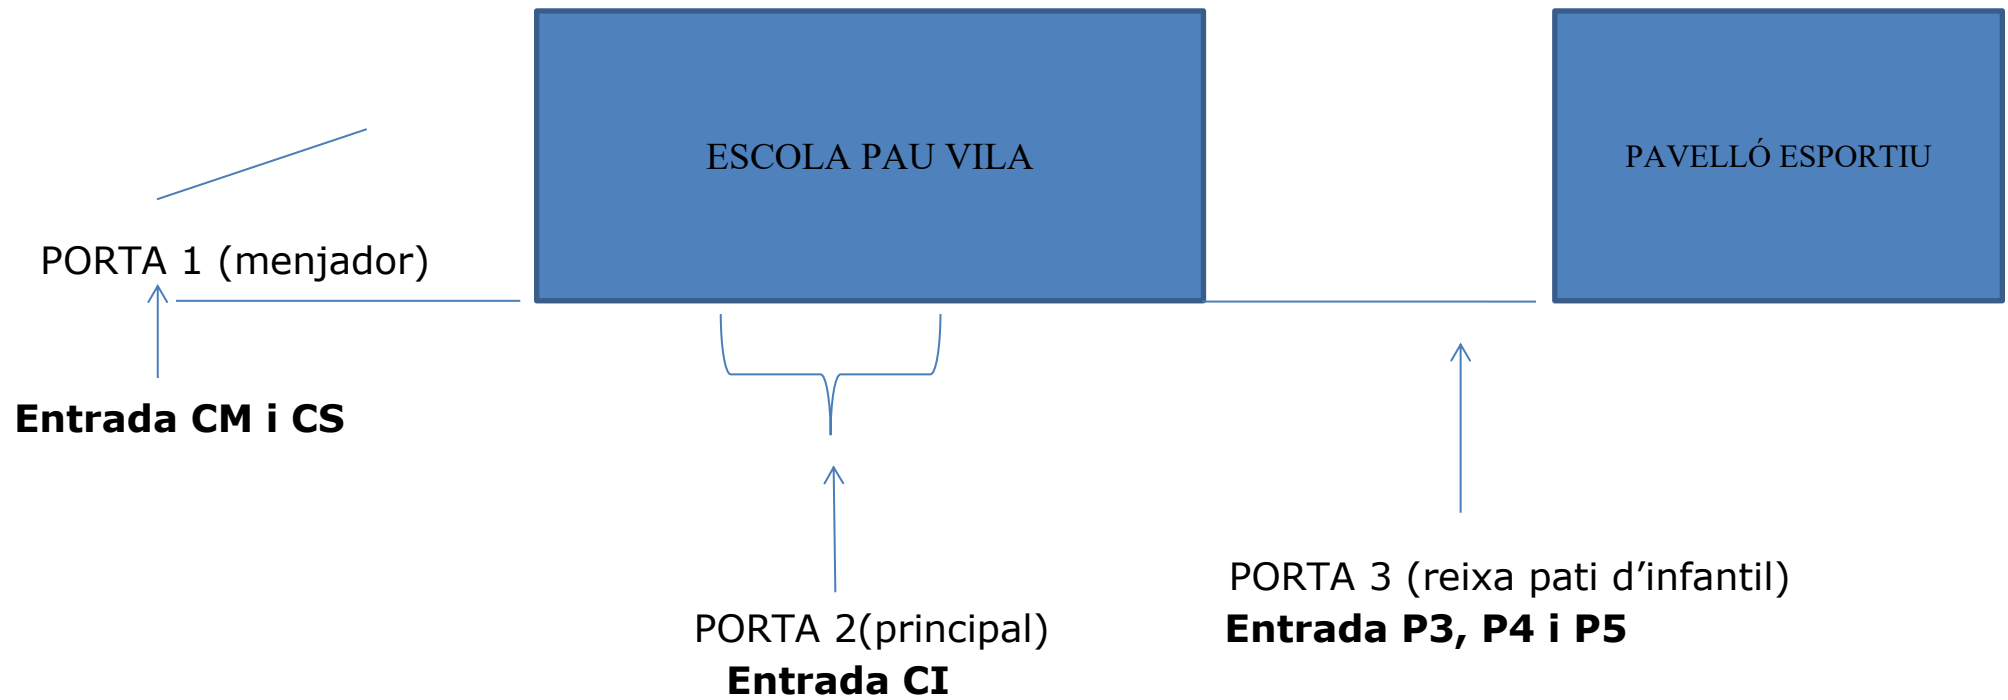 ESCOLA PAU VILA
PAVELLÓ ESPORTIU
PORTA 1 (menjador)
Entrada CM i CS
PORTA 2(principal)
Entrada CI
PORTA 3 (reixa pati d’infantil)
Entrada P3, P4 i P5